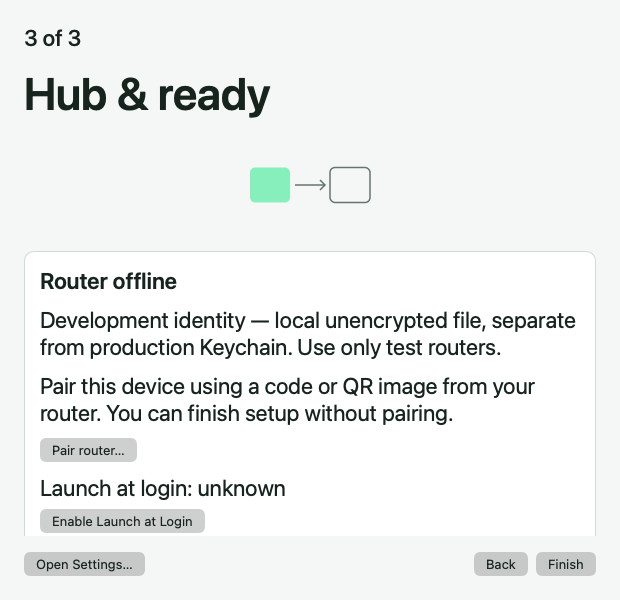 3 of 3
Hub & ready
Router offline
Development identity — local unencrypted file, separate
from production Keychain. Use only test routers.
Pair this device using a code or QR image from your
router. You can finish setup without pairing.
Pair router...
Launch at login: unknown
Enable Launch at Login
Open Settings...
Back
Finish